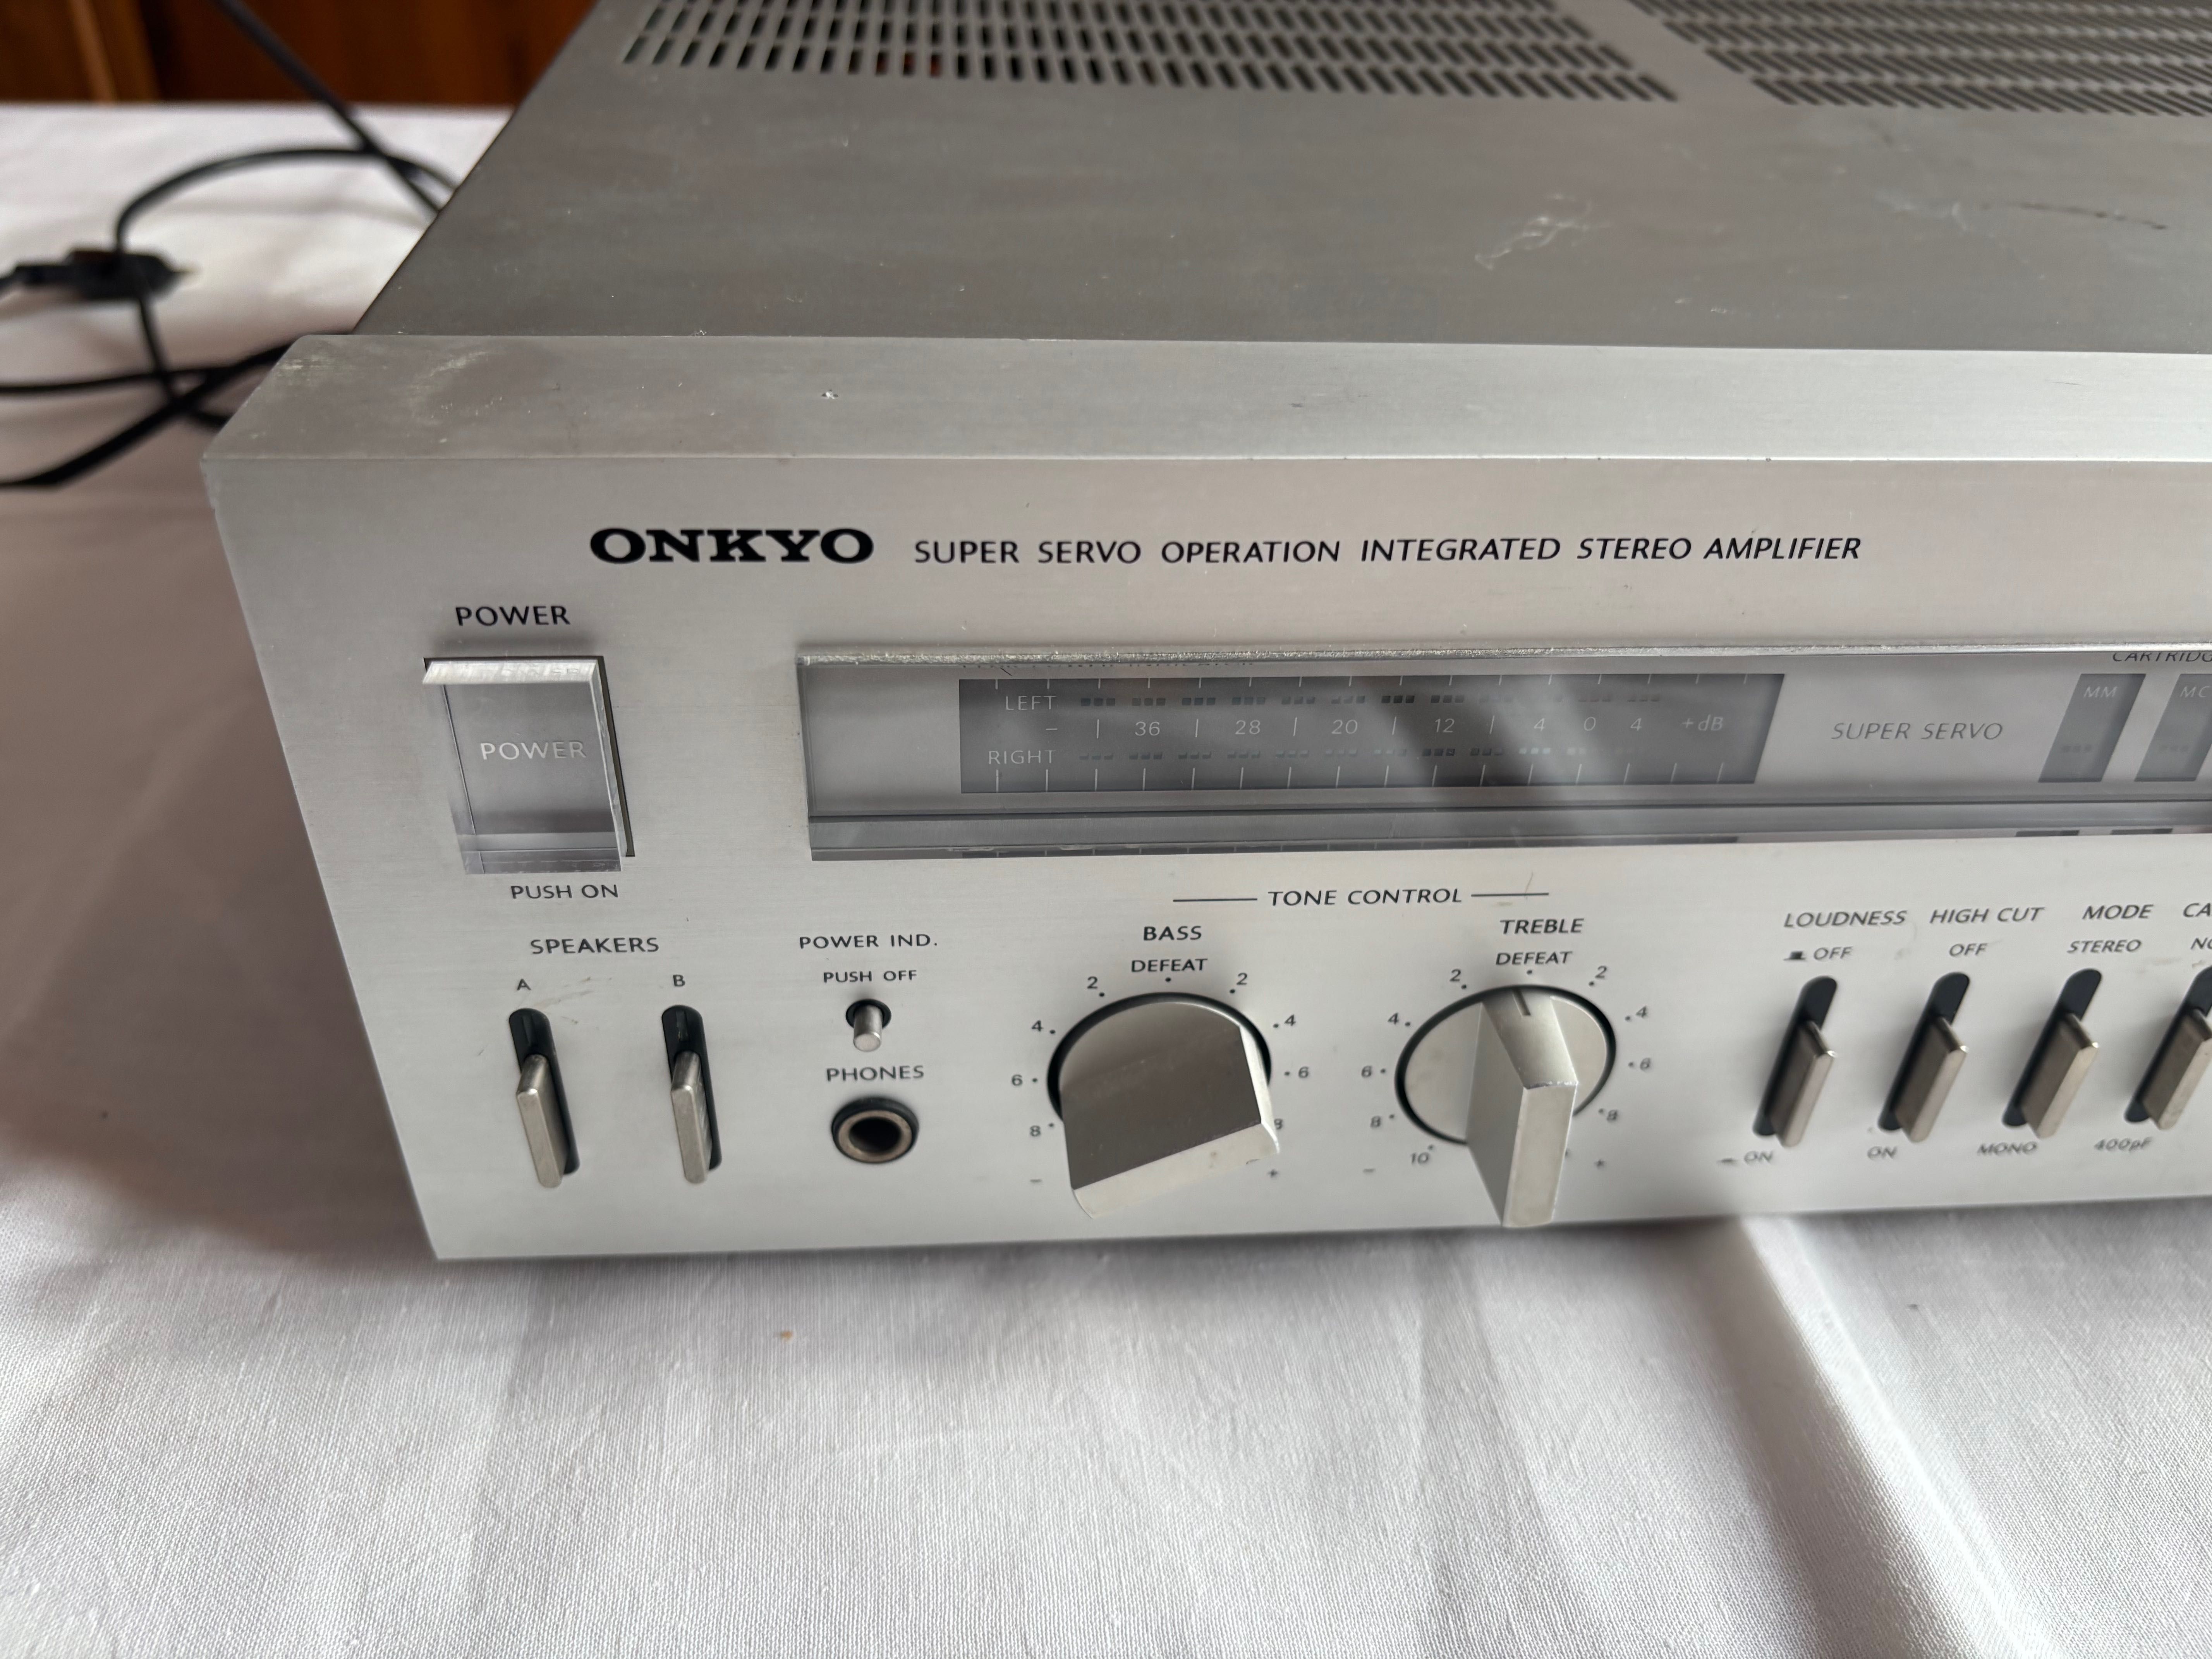 ONKYO SUPER SERVO OPERATION INTEGRATED STEREO AMPLIFIER
POWER
POWER
PUSH ON
LEFT
– 36 28 20 12 4 0 4 +dB
RIGHT
SUPER SERVO
MM MC
TONE CONTROL
SPEAKERS
A B
POWER IND.
PUSH OFF
PHONES
BASS
DEFEAT
2 2
4 4
6 6
8 8
– +
TREBLE
DEFEAT
2 2
4 4
6 6
8 8
10
– +
LOUDNESS HIGH CUT MODE
OFF OFF STEREO
ON ON MONO 400pF